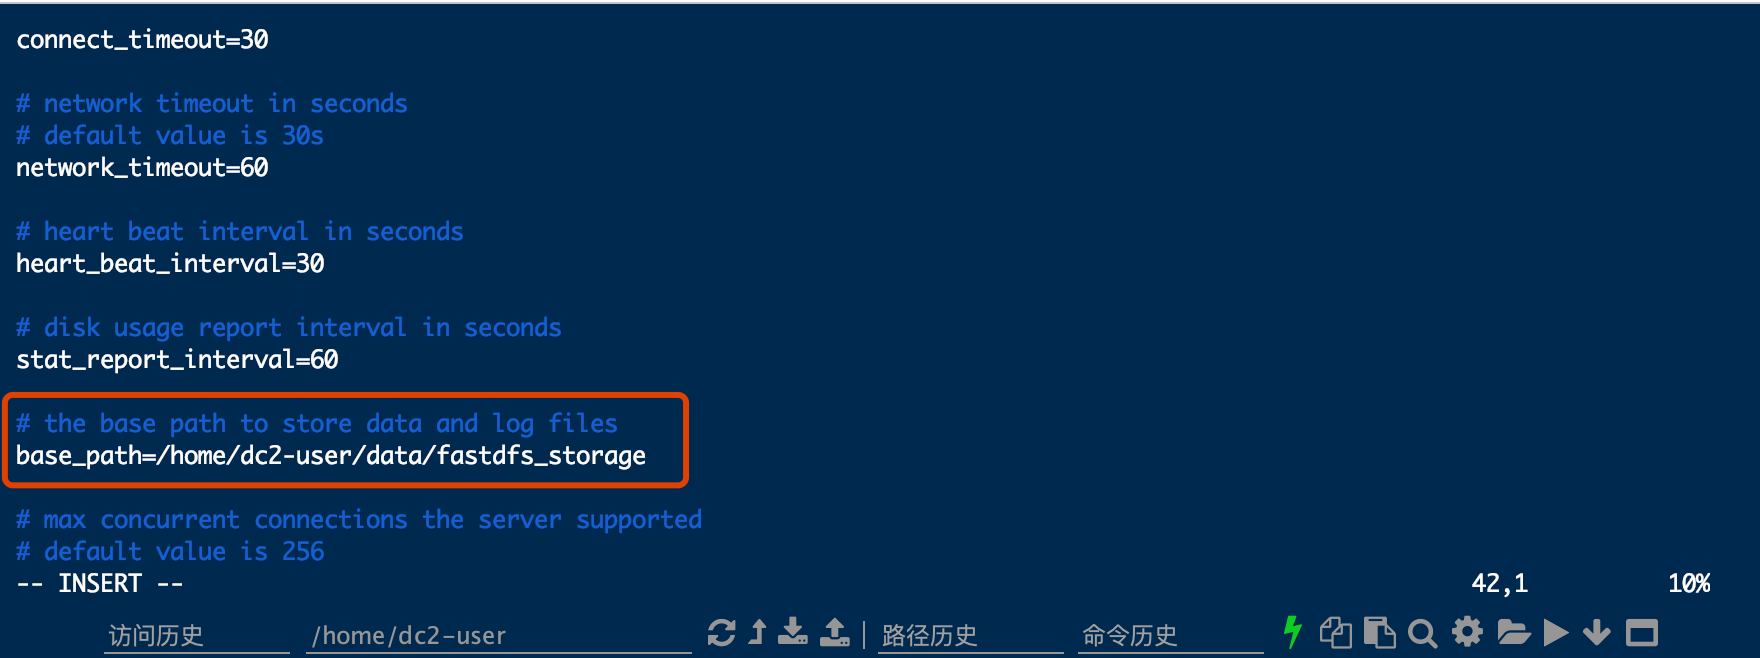 connect_timeout=30
# network timeout in seconds
# default value is 30s
network_timeout=60
# heart beat interval in seconds
heart_beat_interval=30
# disk usage report interval in seconds
stat_report_interval=60
# the base path to store data and log files
base_path=/home/dc2-user/data/fastdfs_storage
# max concurrent connections the server supported
# default value is 256
-- INSERT -- 42,1 10%
访问历史 /home/dc2-user 路径历史 命令历史